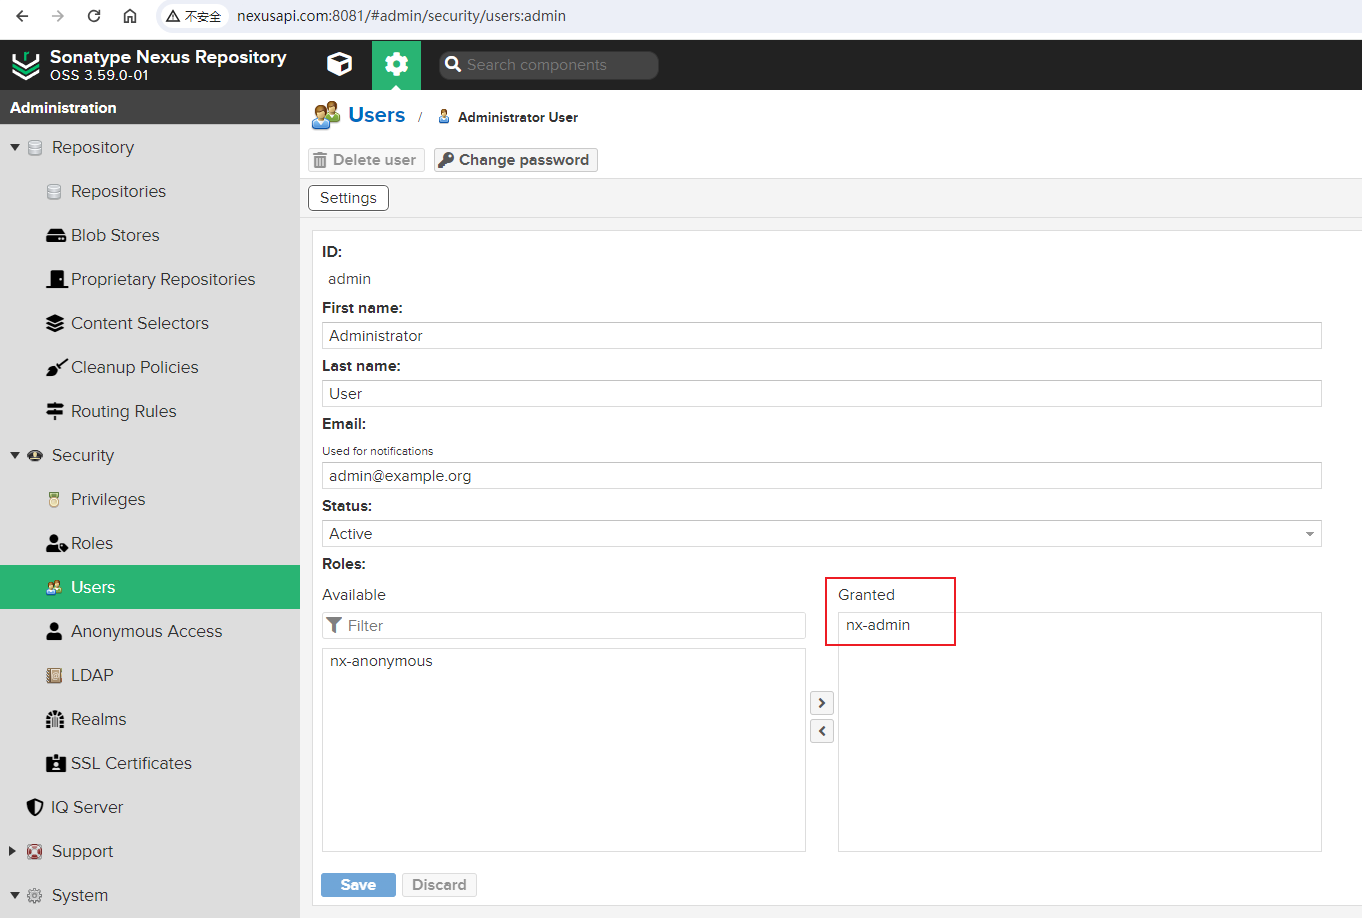 不安全 nexusapi.com:8081/#admin/security/users:admin
Sonatype Nexus Repository
OSS 3.59.0-01
Search components
Administration
Repository
Repositories
Blob Stores
Proprietary Repositories
Content Selectors
Cleanup Policies
Routing Rules
Security
Privileges
Roles
Users
Anonymous Access
LDAP
Realms
SSL Certificates
IQ Server
Support
System
Users / Administrator User
Delete user Change password
Settings
ID:
admin
First name:
Administrator
Last name:
User
Email:
Used for notifications
admin@example.org
Status:
Active
Roles:
Available
Filter
nx-anonymous
Granted
nx-admin
Save Discard